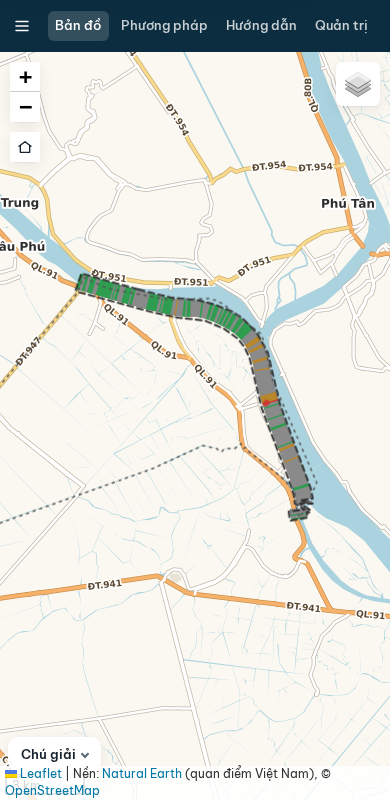 Bản đồ Phương pháp Hướng dẫn Quản trị
+
−
ĐT.954
QL.80B
ĐT.954 ĐT.954
Trung
Phú Tân
âu Phú
ĐT.951
QL.91
ĐT.951
ĐT.951
QL.91
ĐT.947
QL.91
QL.91
ĐT.941
ĐT.941
QL.91
Chú giải
Leaflet | Nền: Natural Earth (quan điểm Việt Nam), ©
OpenStreetMap